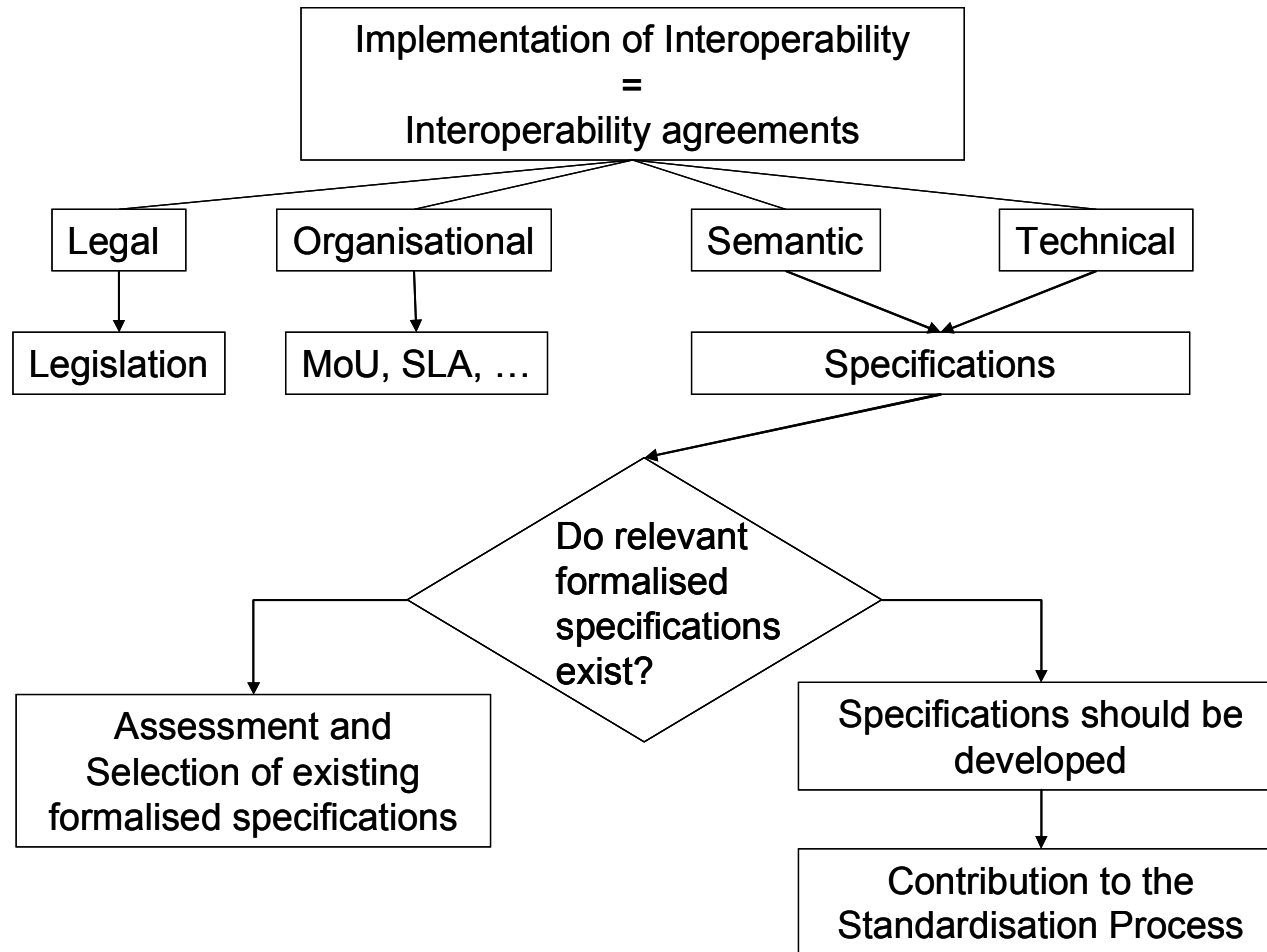 Implementation of Interoperability
=
Interoperability agreements
Legal
Organisational
Semantic
Technical
Legislation
MoU, SLA, …
Specifications
Do relevant
formalised
specifications
exist?
Assessment and
Selection of existing
formalised specifications
Specifications should be
developed
Contribution to the
Standardisation Process